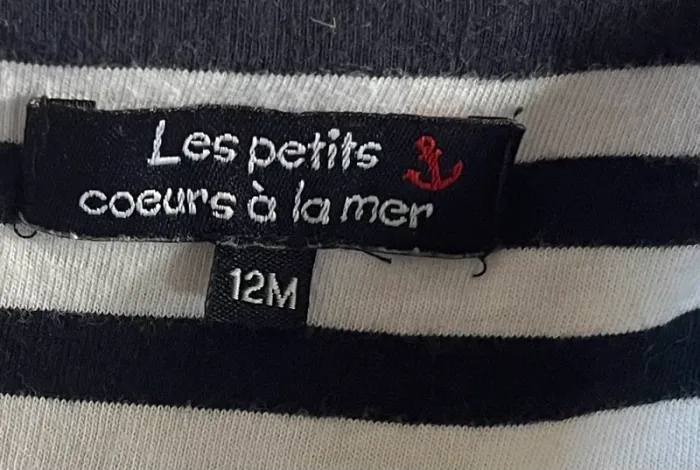 Les petits
coeurs à la mer
12M